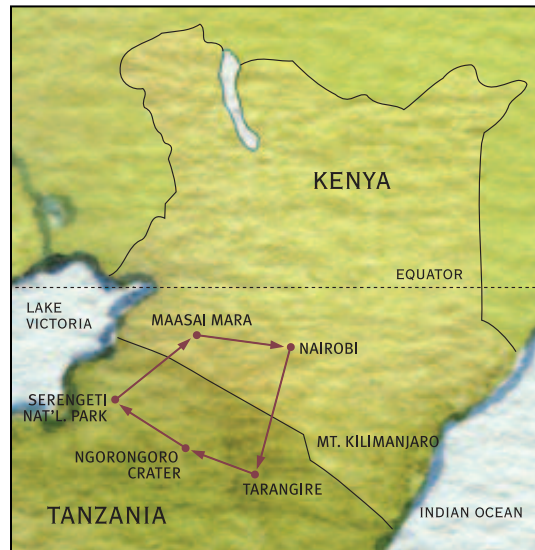 KENYA
EQUATOR
LAKE
VICTORIA
MAASAI MARA
NAIROBI
SERENGETI
NAT'L. PARK
MT. KILIMANJARO
NGORONGORO
CRATER
TARANGIRE
TANZANIA
INDIAN OCEAN